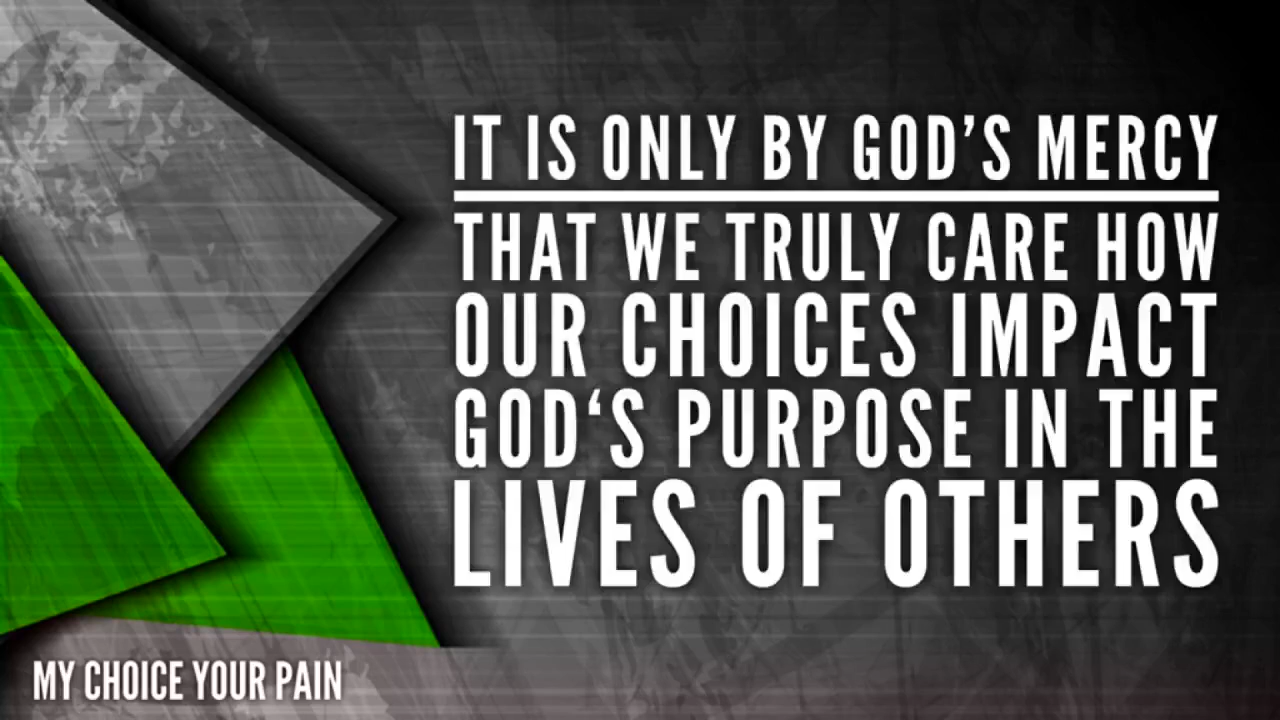 IT IS ONLY BY GOD’S MERCY
THAT WE TRULY CARE HOW
OUR CHOICES IMPACT
GOD‘S PURPOSE IN THE
LIVES OF OTHERS
MY CHOICE YOUR PAIN